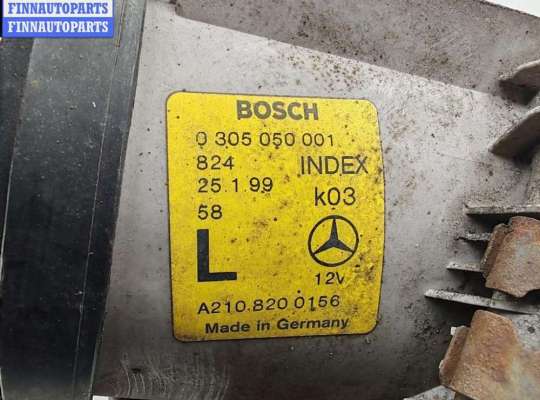 FINNAUTOPARTS
FINNAUTOPARTS
BOSCH
0 305 050 001
824 INDEX
25.1.99 k03
58
L 12V
A210 820 0156
Made in Germany